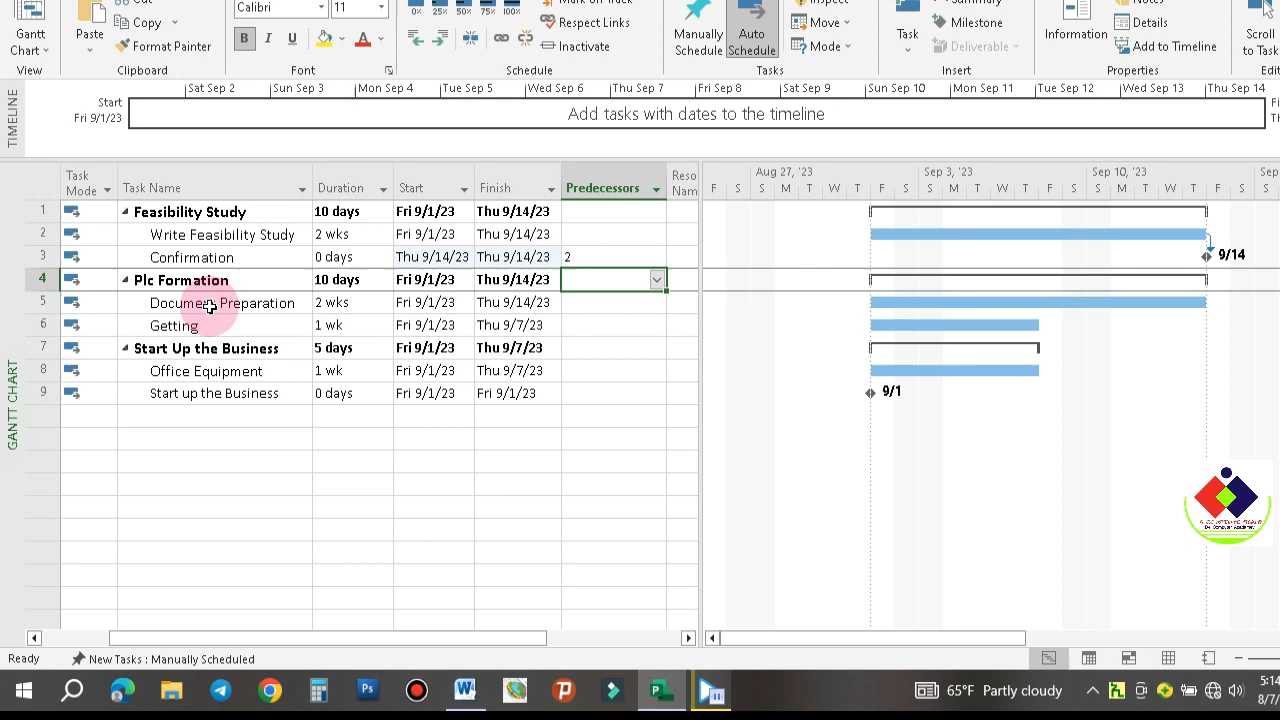 Calibri 11 0% 25% 50% 75% 100%
Copy Respect Links Move Milestone Details
Gantt Chart Format Painter B I U A Inactivate Manually Schedule Auto Schedule Mode Task Deliverable Information Add to Timeline Scroll to Task
View Clipboard Font Schedule Tasks Insert Properties
TIMELINE
Sat Sep 2 Sun Sep 3 Mon Sep 4 Tue Sep 5 Wed Sep 6 Thu Sep 7 Fri Sep 8 Sat Sep 9 Sun Sep 10 Mon Sep 11 Tue Sep 12 Wed Sep 13 Thu Sep 14
Start
Fri 9/1/23
Add tasks with dates to the timeline
GANTT CHART
Task Mode Task Name Duration Start Finish Predecessors
Aug 27, '23 Sep 3, '23 Sep 10, '23
F S S M T W T F S S M T W T F S S M T W T F S
1 Feasibility Study 10 days Fri 9/1/23 Thu 9/14/23
2 Write Feasibility Study 2 wks Fri 9/1/23 Thu 9/14/23
3 Confirmation 0 days Thu 9/14/23 Thu 9/14/23 2 9/14
4 Plc Formation 10 days Fri 9/1/23 Thu 9/14/23
5 Document Preparation 2 wks Fri 9/1/23 Thu 9/14/23
6 Getting 1 wk Fri 9/1/23 Thu 9/7/23
7 Start Up the Business 5 days Fri 9/1/23 Thu 9/7/23
8 Office Equipment 1 wk Fri 9/1/23 Thu 9/7/23
9 Start up the Business 0 days Fri 9/1/23 Fri 9/1/23 9/1
Ready New Tasks : Manually Scheduled
65°F Partly cloudy